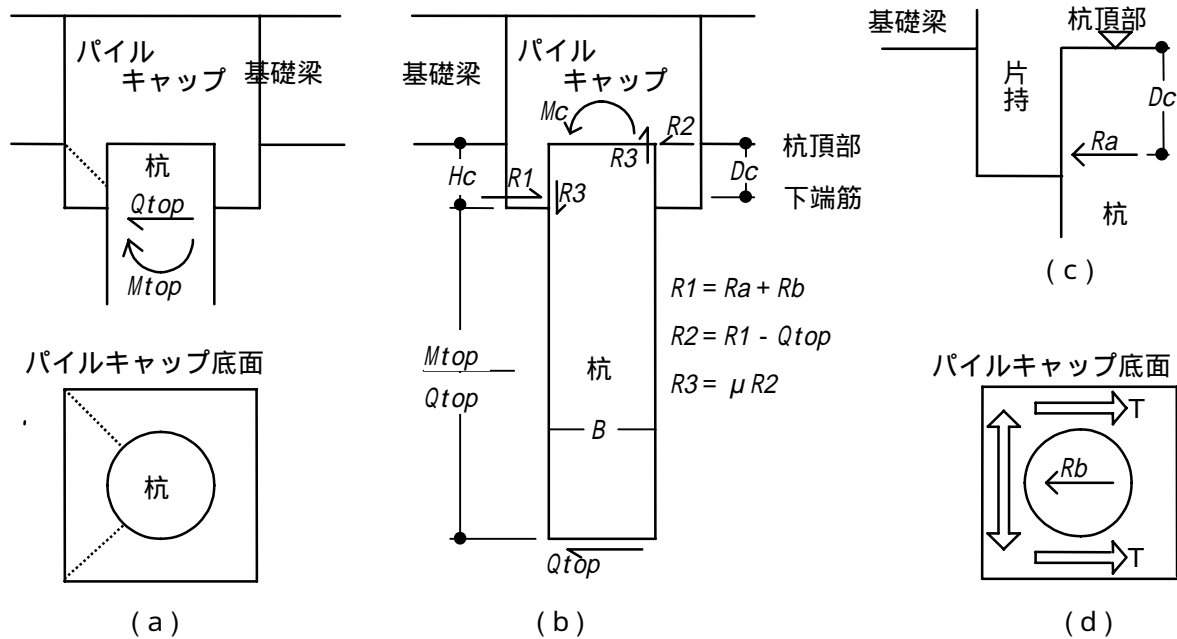 パイル
キャップ
基礎梁
杭
Qtop
Mtop
パイルキャップ底面
杭
(a)
基礎梁
パイル
キャップ
Mc
R2
R3
杭頂部
Hc
R1
R3
Dc
下端筋
R1 = Ra + Rb
R2 = R1 - Qtop
R3 = μ R2
Mtop
Qtop
杭
B
Qtop
(b)
基礎梁
杭頂部
片持
Dc
Ra
杭
(c)
パイルキャップ底面
T
Rb
T
(d)